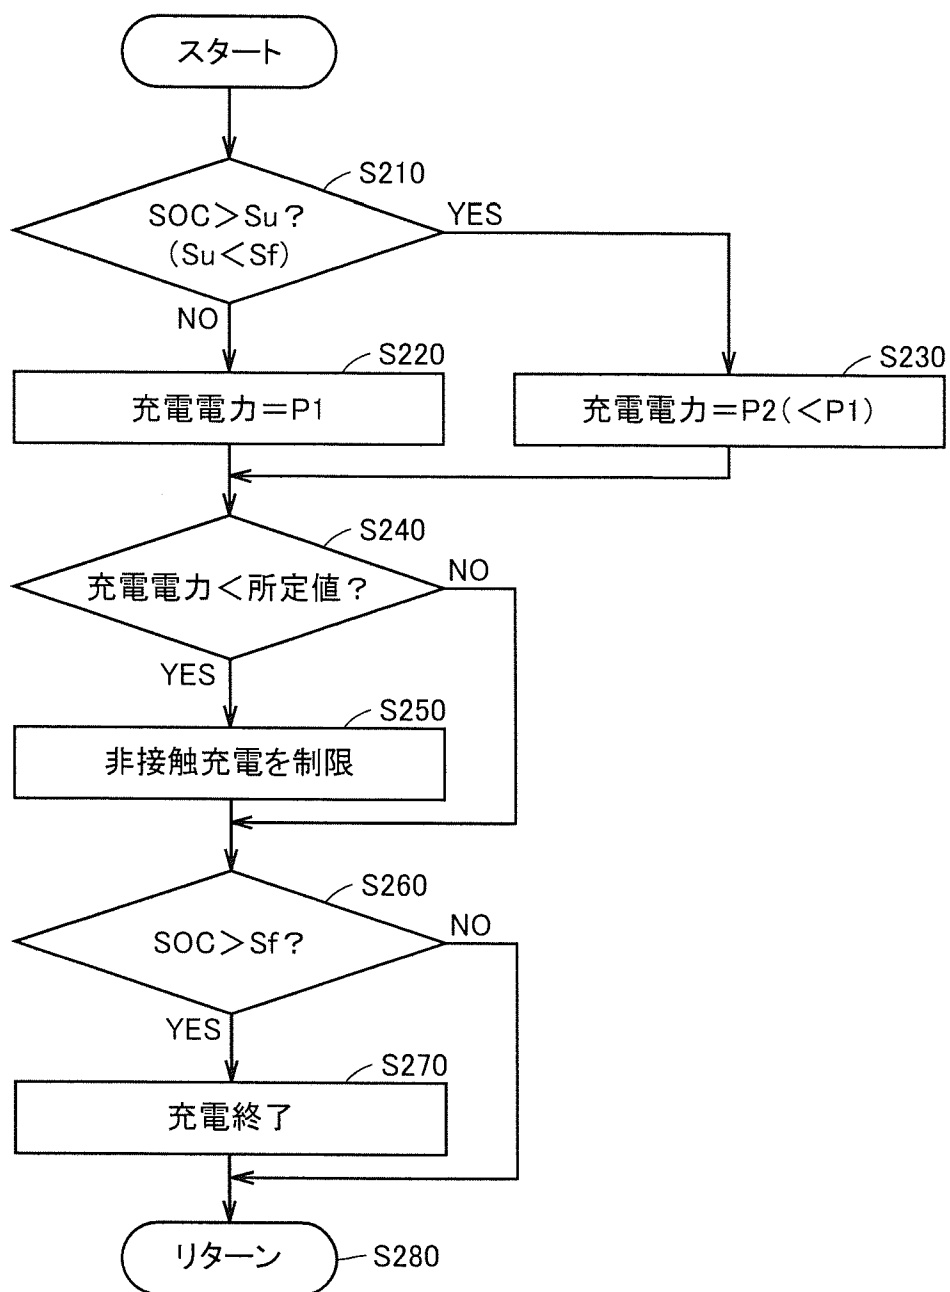 スタート
S210
SOC＞Su？
(Su＜Sf)
YES
NO
S220
充電電力＝P1
S230
充電電力＝P2(＜P1)
S240
充電電力＜所定値？
NO
YES
S250
非接触充電を制限
S260
SOC＞Sf？
NO
YES
S270
充電終了
リターン
S280